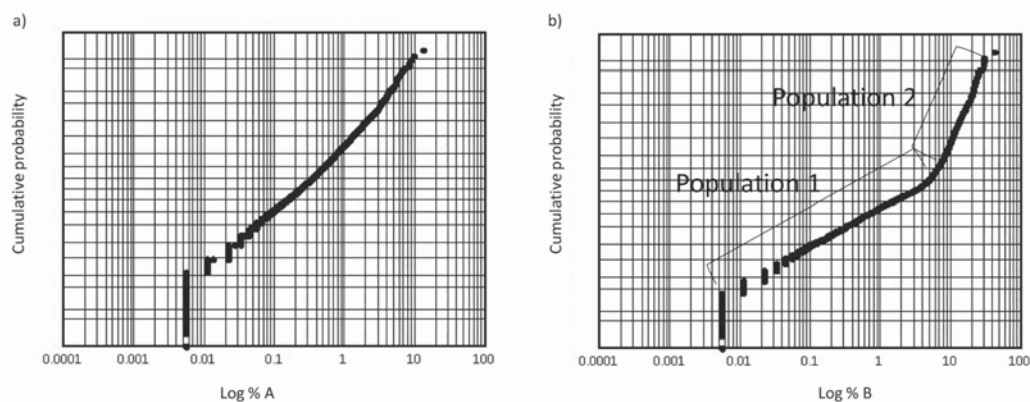 a)
Cumulative probability
0.0001 0.001 0.01 0.1 1 10 100
Log % A
b)
Population 2
Population 1
Cumulative probability
0.0001 0.001 0.01 0.1 1 10 100
Log % B